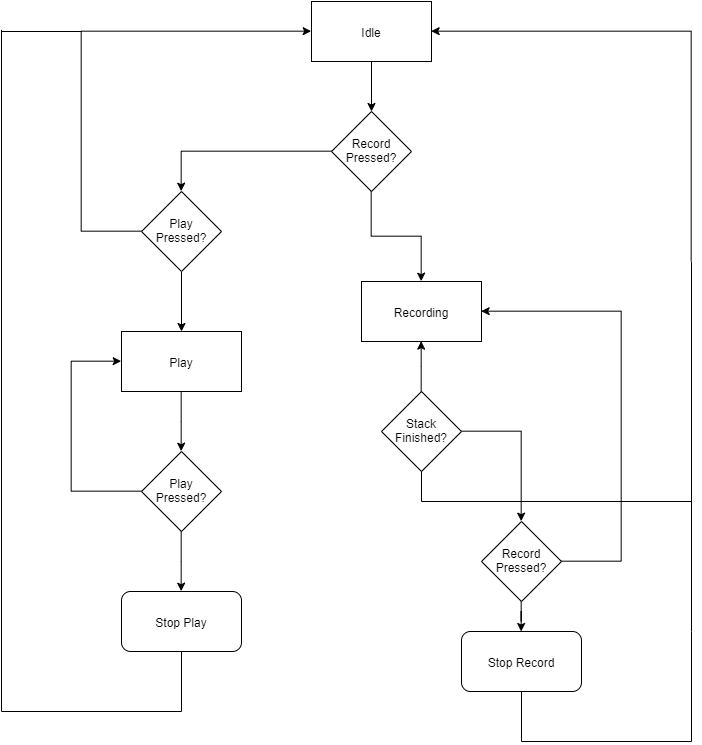 Idle
Record
Pressed?
Play
Pressed?
Recording
Play
Stack
Finished?
Play
Pressed?
Record
Pressed?
Stop Play
Stop Record